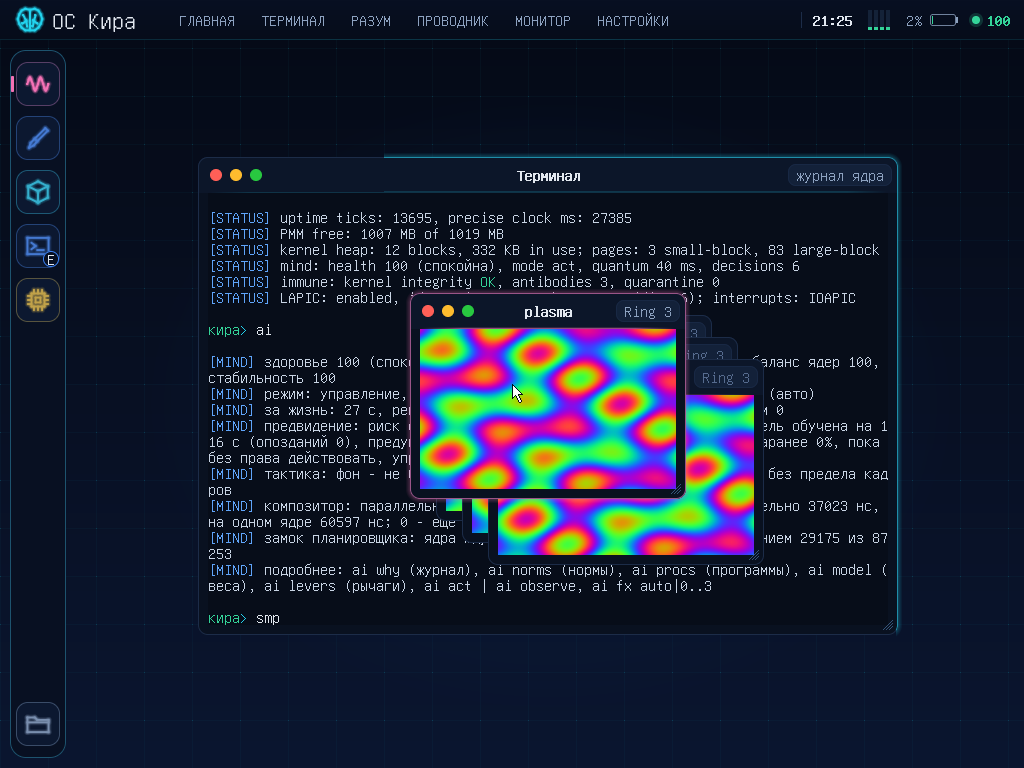 ОС Кира ГЛАВНАЯ ТЕРМИНАЛ РАЗУМ ПРОВОДНИК МОНИТОР НАСТРОЙКИ 21:25 2% 100
Терминал журнал ядра
[STATUS] uptime ticks: 13695, precise clock ms: 27385
[STATUS] PMM free: 1007 MB of 1019 MB
[STATUS] kernel heap: 12 blocks, 332 KB in use; pages: 3 small-block, 83 large-block
[STATUS] mind: health 100 (спокойна), mode act, quantum 40 ms, decisions 6
[STATUS] immune: kernel integrity OK, antibodies 3, quarantine 0
[STATUS] LAPIC: enabled, interrupts: IOAPIC
plasma Ring 3
кира> ai
Ring 3
[MIND] здоровье 100 баланс ядер 100,
стабильность 100
Ring 3
[MIND] режим: управление, (авто)
[MIND] за жизнь: 27 с, 0
[MIND] предвидение: риск обучена на 1
16 с (опозданий 0), 0%, пока
без права действовать,
[MIND] тактика: фон - не без предела кад
ров
[MIND] композитор: 37023 нс,
на одном ядре 60597 нс; 0 - еще
[MIND] замок планировщика: ядра 29175 из 87
253
[MIND] подробнее: ai why (журнал), ai norms (нормы), ai procs (программы), ai model (
веса), ai levers (рычаги), ai act | ai observe, ai fx auto|0..3
кира> smp
E